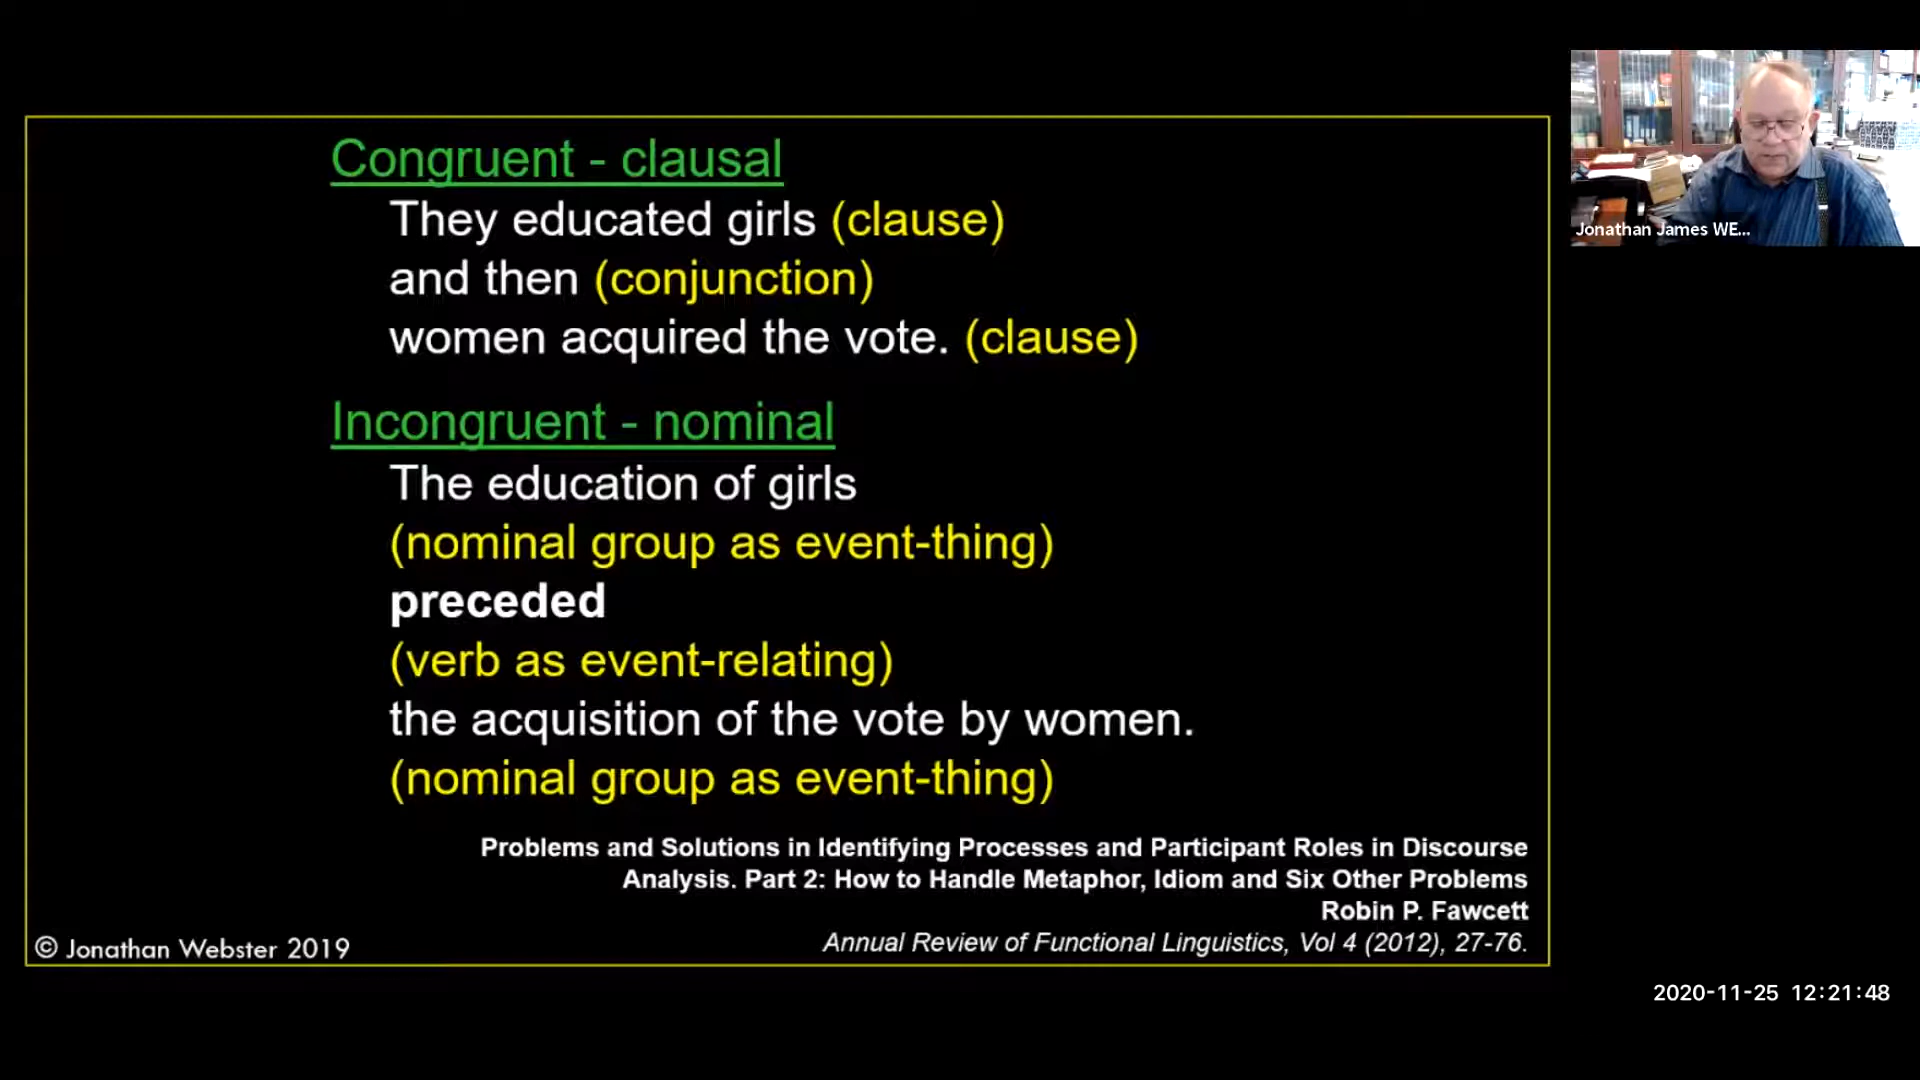 Congruent - clausal
They educated girls (clause)
and then (conjunction)
women acquired the vote. (clause)
Incongruent - nominal
The education of girls
(nominal group as event-thing)
preceded
(verb as event-relating)
the acquisition of the vote by women.
(nominal group as event-thing)
Problems and Solutions in Identifying Processes and Participant Roles in Discourse
Analysis. Part 2: How to Handle Metaphor, Idiom and Six Other Problems
Robin P. Fawcett
Annual Review of Functional Linguistics, Vol 4 (2012), 27-76.
© Jonathan Webster 2019
Jonathan James WE...
2020-11-25 12:21:48